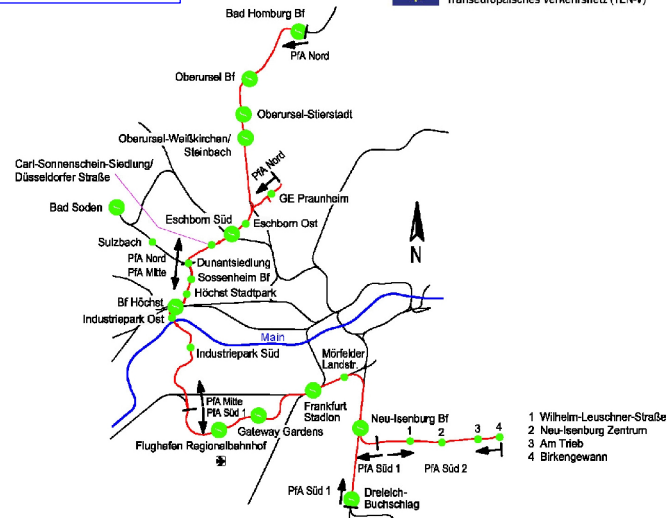 Transeuropäisches Verkehrsnetz (TEN-V)
Bad Homburg Bf
PfA Nord
Oberursel Bf
Oberursel-Stierstadt
Oberursel-Weißkirchen/
Steinbach
Carl-Sonnenschein-Siedlung/
Düsseldorfer Straße
PfA Nord
GE Praunheim
Bad Soden
Eschborn Süd
Eschborn Ost
Sulzbach
PfA Nord
PfA Mitte
Dunantsiedlung
Sossenheim Bf
Höchst Stadtpark
N
Bf Höchst
Industriepark Ost
Main
Industriepark Süd
Mörfelder
Landstr.
PfA Mitte
PfA Süd 1
Frankfurt
Stadion
Gateway Gardens
Flughefen Regionalbahnhof
Neu-Isenburg Bf
1 2 3 4
PfA Süd 1
PfA Süd 2
PfA Süd 1
Dreieich-
Buchschlag
1 Wilhelm-Leuschner-Straße
2 Neu-Isenburg Zentrum
3 Am Trieb
4 Birkengewann